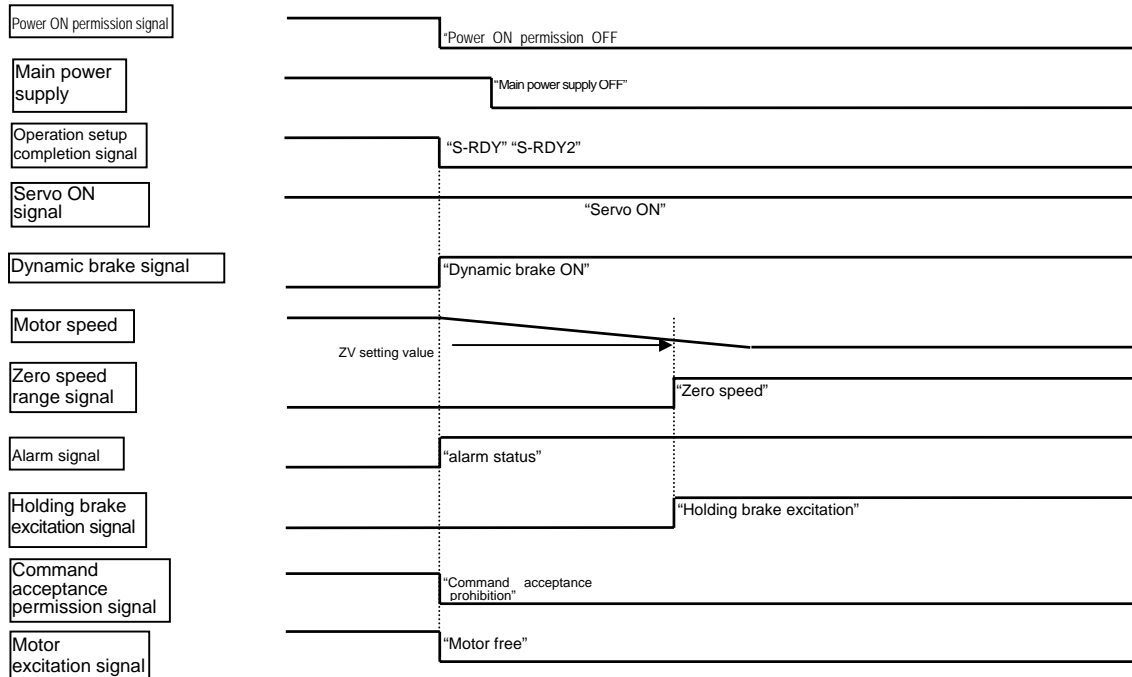 Power ON permission signal
"Power ON permission OFF
Main power
supply
"Main power supply OFF"
Operation setup
completion signal
“S-RDY” “S-RDY2”
Servo ON
signal
“Servo ON”
Dynamic brake signal
“Dynamic brake ON”
Motor speed
ZV setting value
Zero speed
range signal
“Zero speed”
Alarm signal
“alarm status”
Holding brake
excitation signal
“Holding brake excitation”
Command
acceptance
permission signal
“Command acceptance
prohibition”
Motor
excitation signal
“Motor free”